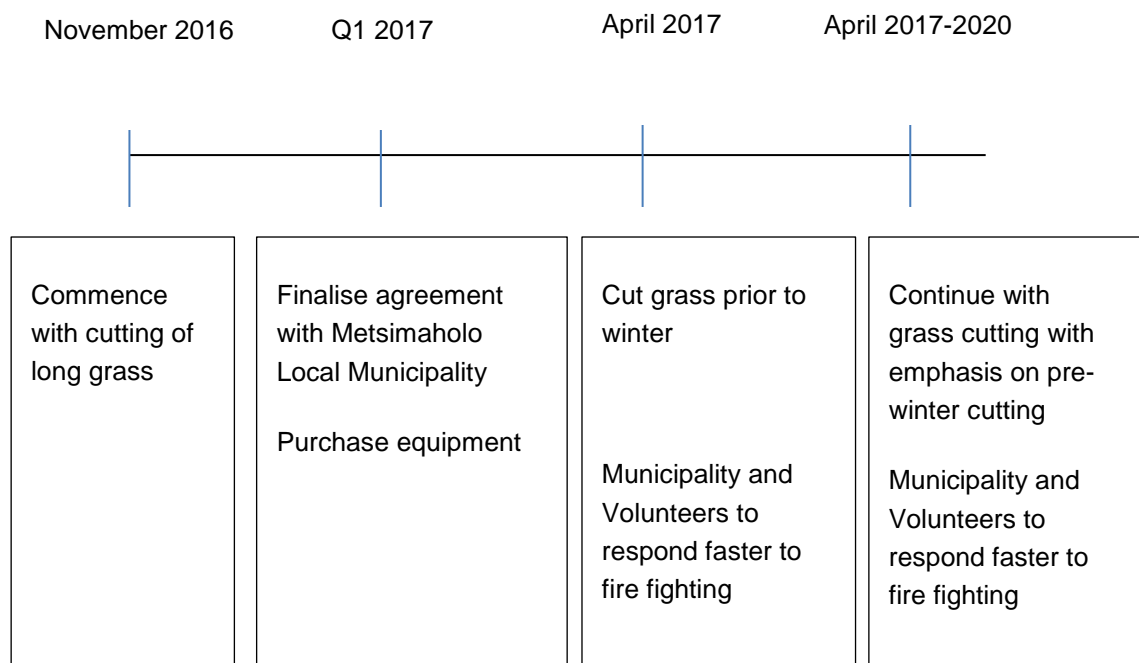 November 2016
Q1 2017
April 2017
April 2017-2020
Commence
with cutting of
long grass
Finalise agreement
with Metsimaholo
Local Municipality
Purchase equipment
Cut grass prior to
winter
Municipality and
Volunteers to
respond faster to
fire fighting
Continue with
grass cutting with
emphasis on pre-
winter cutting
Municipality and
Volunteers to
respond faster to
fire fighting